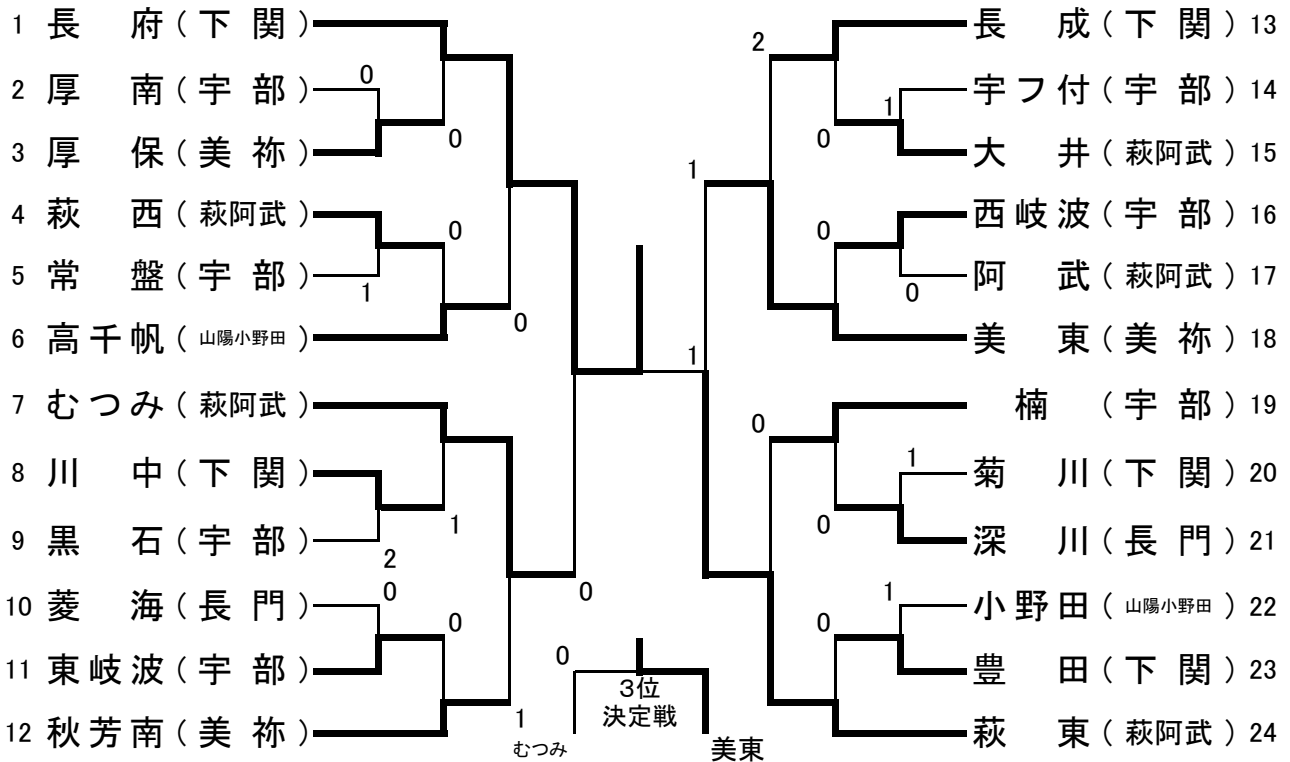 1 長 府 ( 下 関 )
2 厚 南 ( 宇 部 )
3 厚 保 ( 美 祢 )
4 萩 西 ( 萩阿武 )
5 常 盤 ( 宇 部 )
6 高千帆 ( 山陽小野田 )
7 むつみ ( 萩阿武 )
8 川 中 ( 下 関 )
9 黒 石 ( 宇 部 )
10 菱 海 ( 長 門 )
11 東岐波 ( 宇 部 )
12 秋芳南 ( 美 祢 )
0
0
0
1
0
1
2
0
0
1
0
0
3位
決定戦
むつみ
美東
1
1
2
1
0
0
0
0
1
0
1
0
長 成 ( 下 関 ) 13
宇フ付 ( 宇 部 ) 14
大 井 ( 萩阿武 ) 15
西岐波 ( 宇 部 ) 16
阿 武 ( 萩阿武 ) 17
美 東 ( 美 祢 ) 18
楠 ( 宇 部 ) 19
菊 川 ( 下 関 ) 20
深 川 ( 長 門 ) 21
小野田 ( 山陽小野田 ) 22
豊 田 ( 下 関 ) 23
萩 東 ( 萩阿武 ) 24